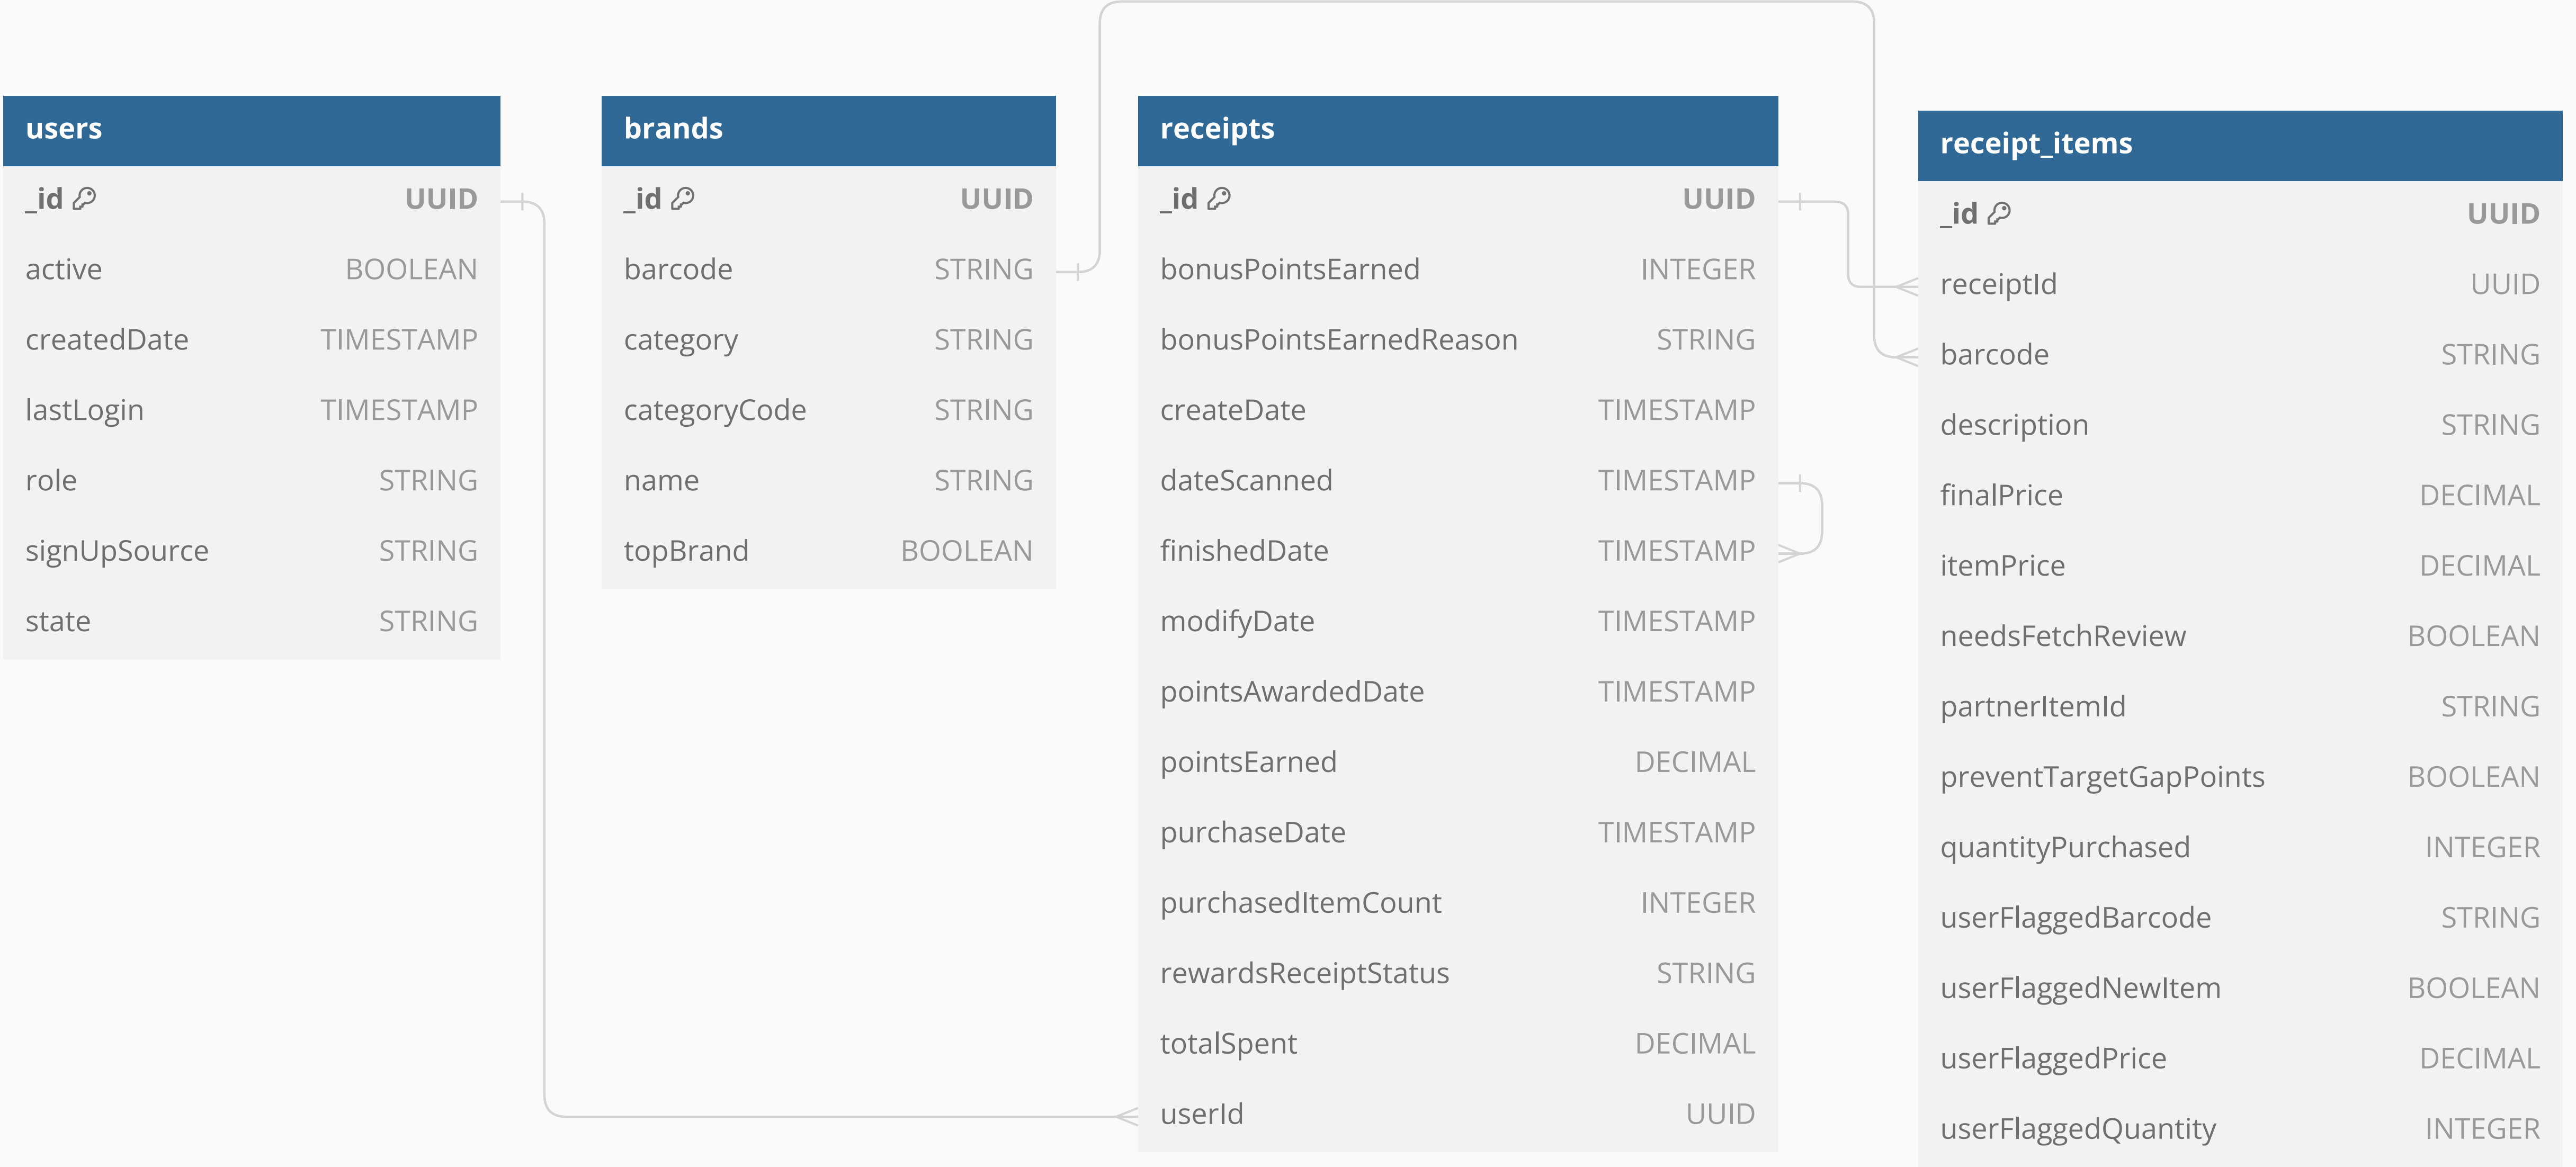 users
_id UUID
active BOOLEAN
createdDate TIMESTAMP
lastLogin TIMESTAMP
role STRING
signUpSource STRING
state STRING
brands
_id UUID
barcode STRING
category STRING
categoryCode STRING
name STRING
topBrand BOOLEAN
receipts
_id UUID
bonusPointsEarned INTEGER
bonusPointsEarnedReason STRING
createDate TIMESTAMP
dateScanned TIMESTAMP
finishedDate TIMESTAMP
modifyDate TIMESTAMP
pointsAwardedDate TIMESTAMP
pointsEarned DECIMAL
purchaseDate TIMESTAMP
purchasedItemCount INTEGER
rewardsReceiptStatus STRING
totalSpent DECIMAL
userId UUID
receipt_items
_id UUID
receiptId UUID
barcode STRING
description STRING
finalPrice DECIMAL
itemPrice DECIMAL
needsFetchReview BOOLEAN
partnerItemId STRING
preventTargetGapPoints BOOLEAN
quantityPurchased INTEGER
userFlaggedBarcode STRING
userFlaggedNewItem BOOLEAN
userFlaggedPrice DECIMAL
userFlaggedQuantity INTEGER